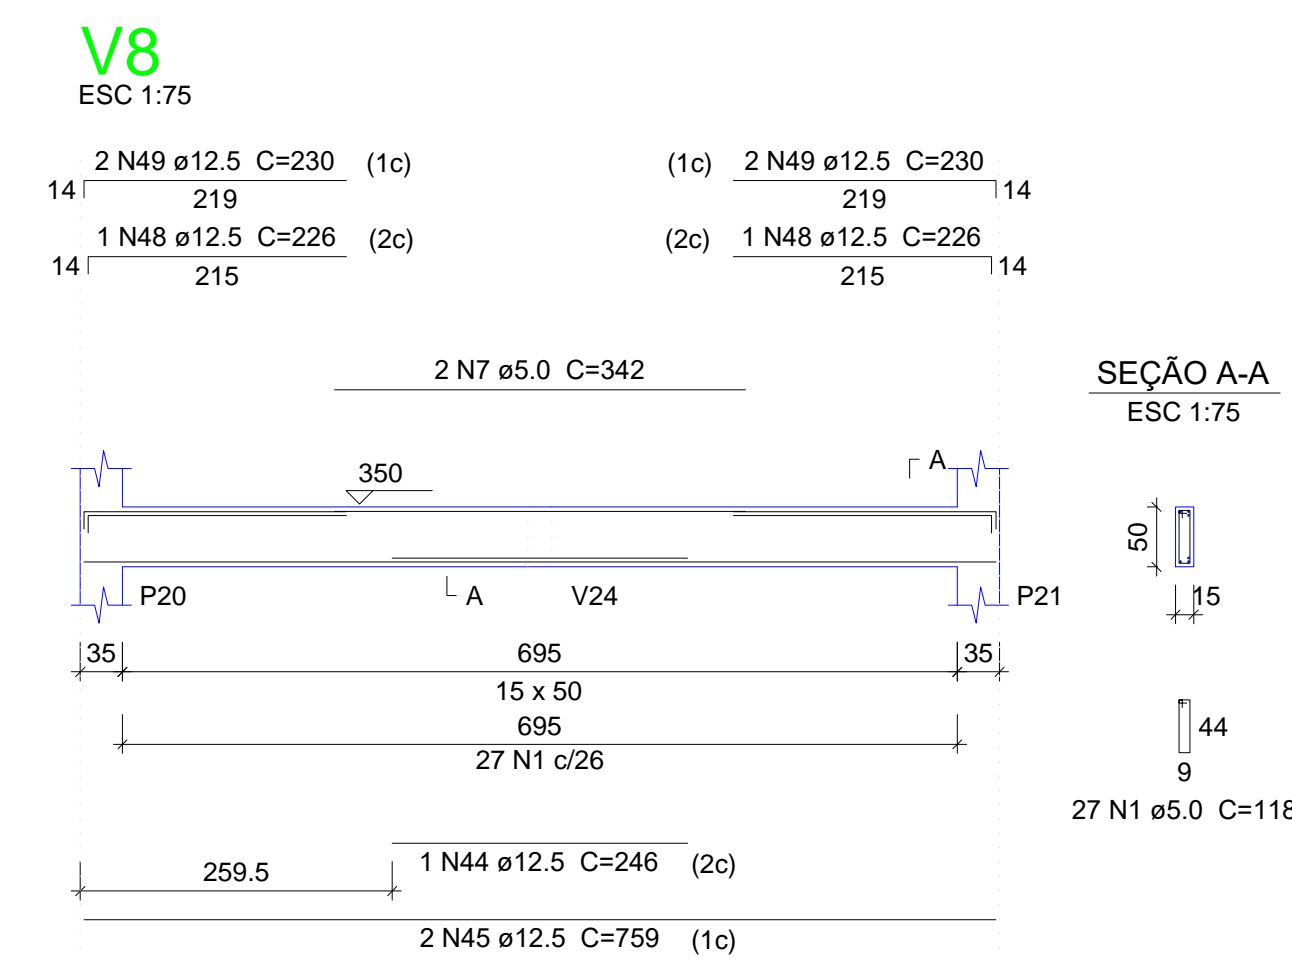 V8
ESC 1:75
2 N49 ø12.5 C=230 (1c)
14
219
(1c) 2 N49 ø12.5 C=230
219
14
1 N48 ø12.5 C=226 (2c)
14
215
(2c) 1 N48 ø12.5 C=226
215
14
2 N7 ø5.0 C=342
SEÇÃO A-A
ESC 1:75
350
A
50
15
P20
A
V24
P21
35
695
35
15 x 50
695
27 N1 c/26
44
9
27 N1 ø5.0 C=118
259.5
1 N44 ø12.5 C=246 (2c)
2 N45 ø12.5 C=759 (1c)